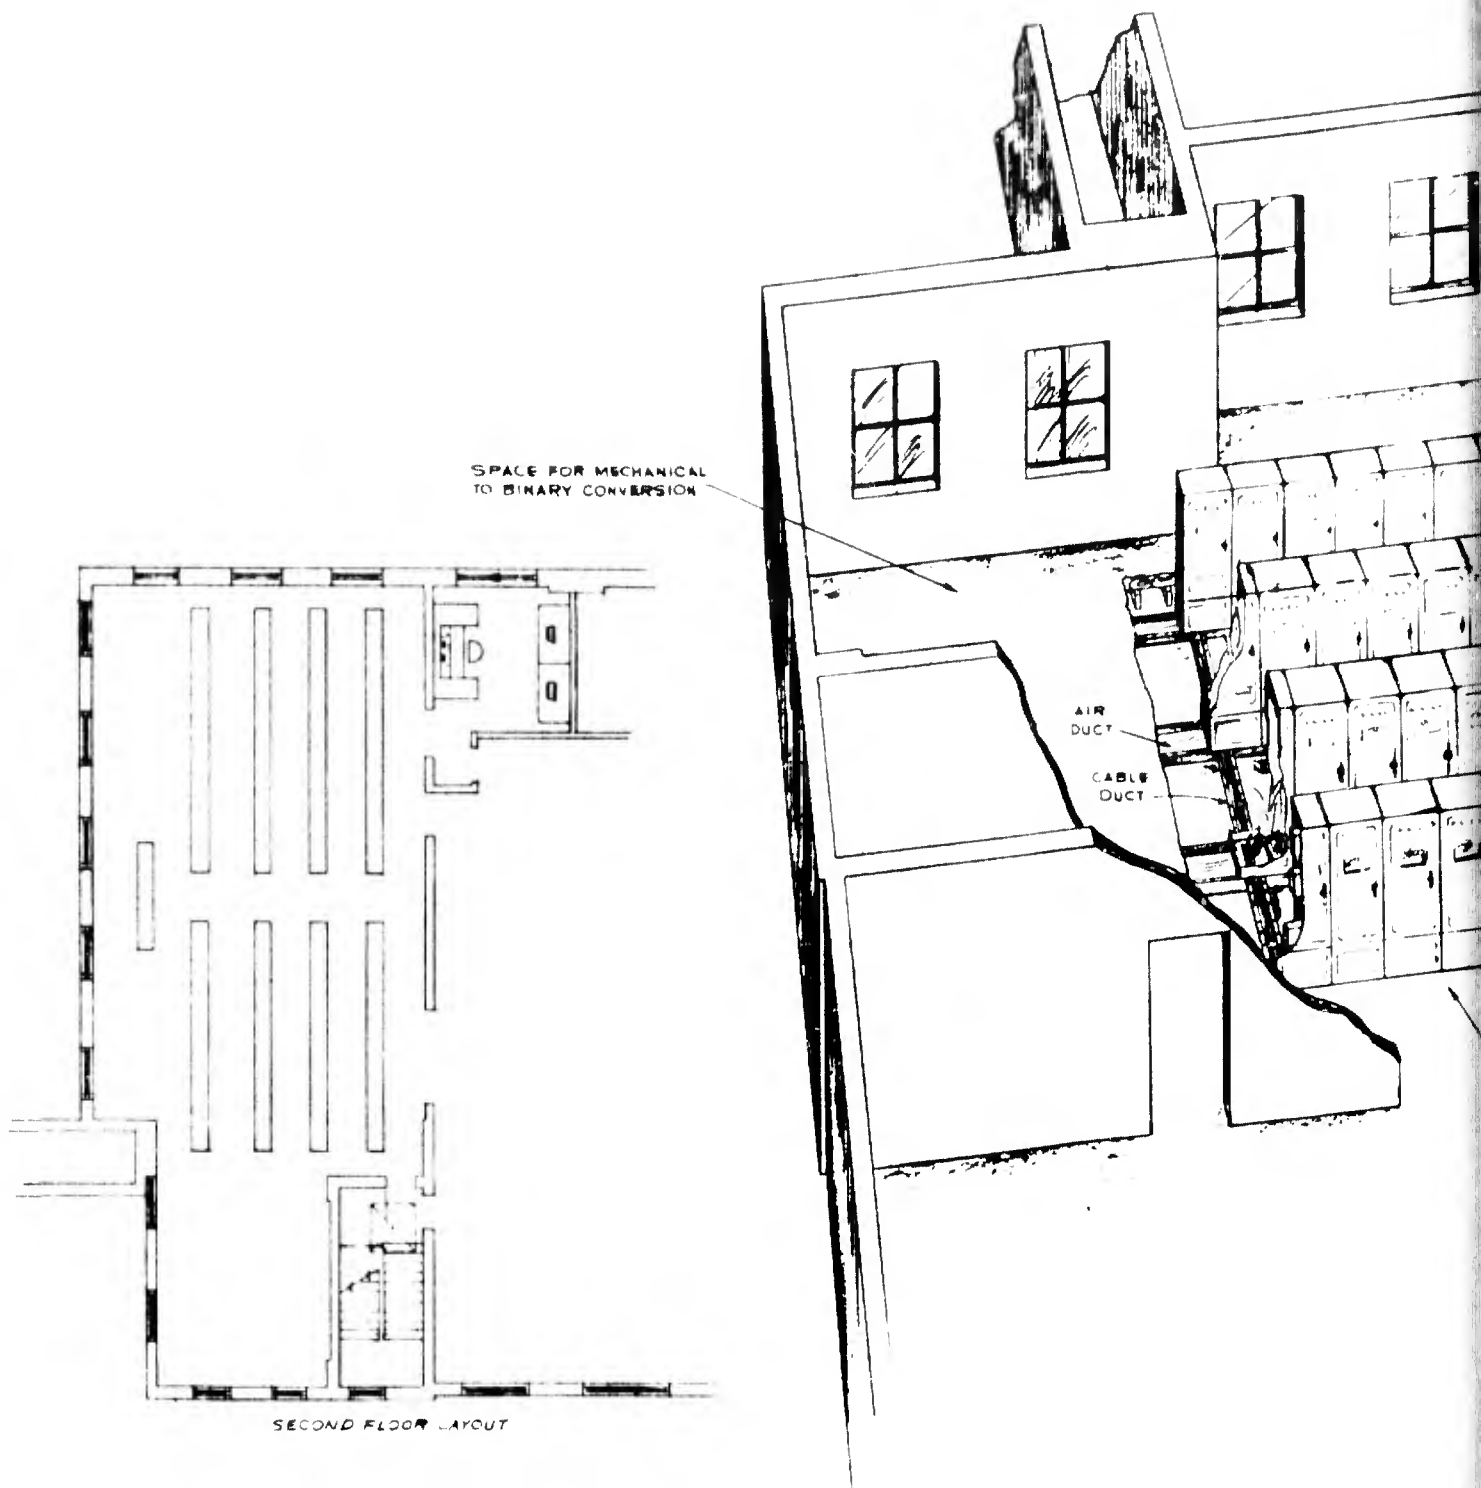 SPACE FOR MECHANICAL
TO BINARY CONVERSION
AIR
DUCT
CABLE
DUCT
SECOND FLOOR LAYOUT